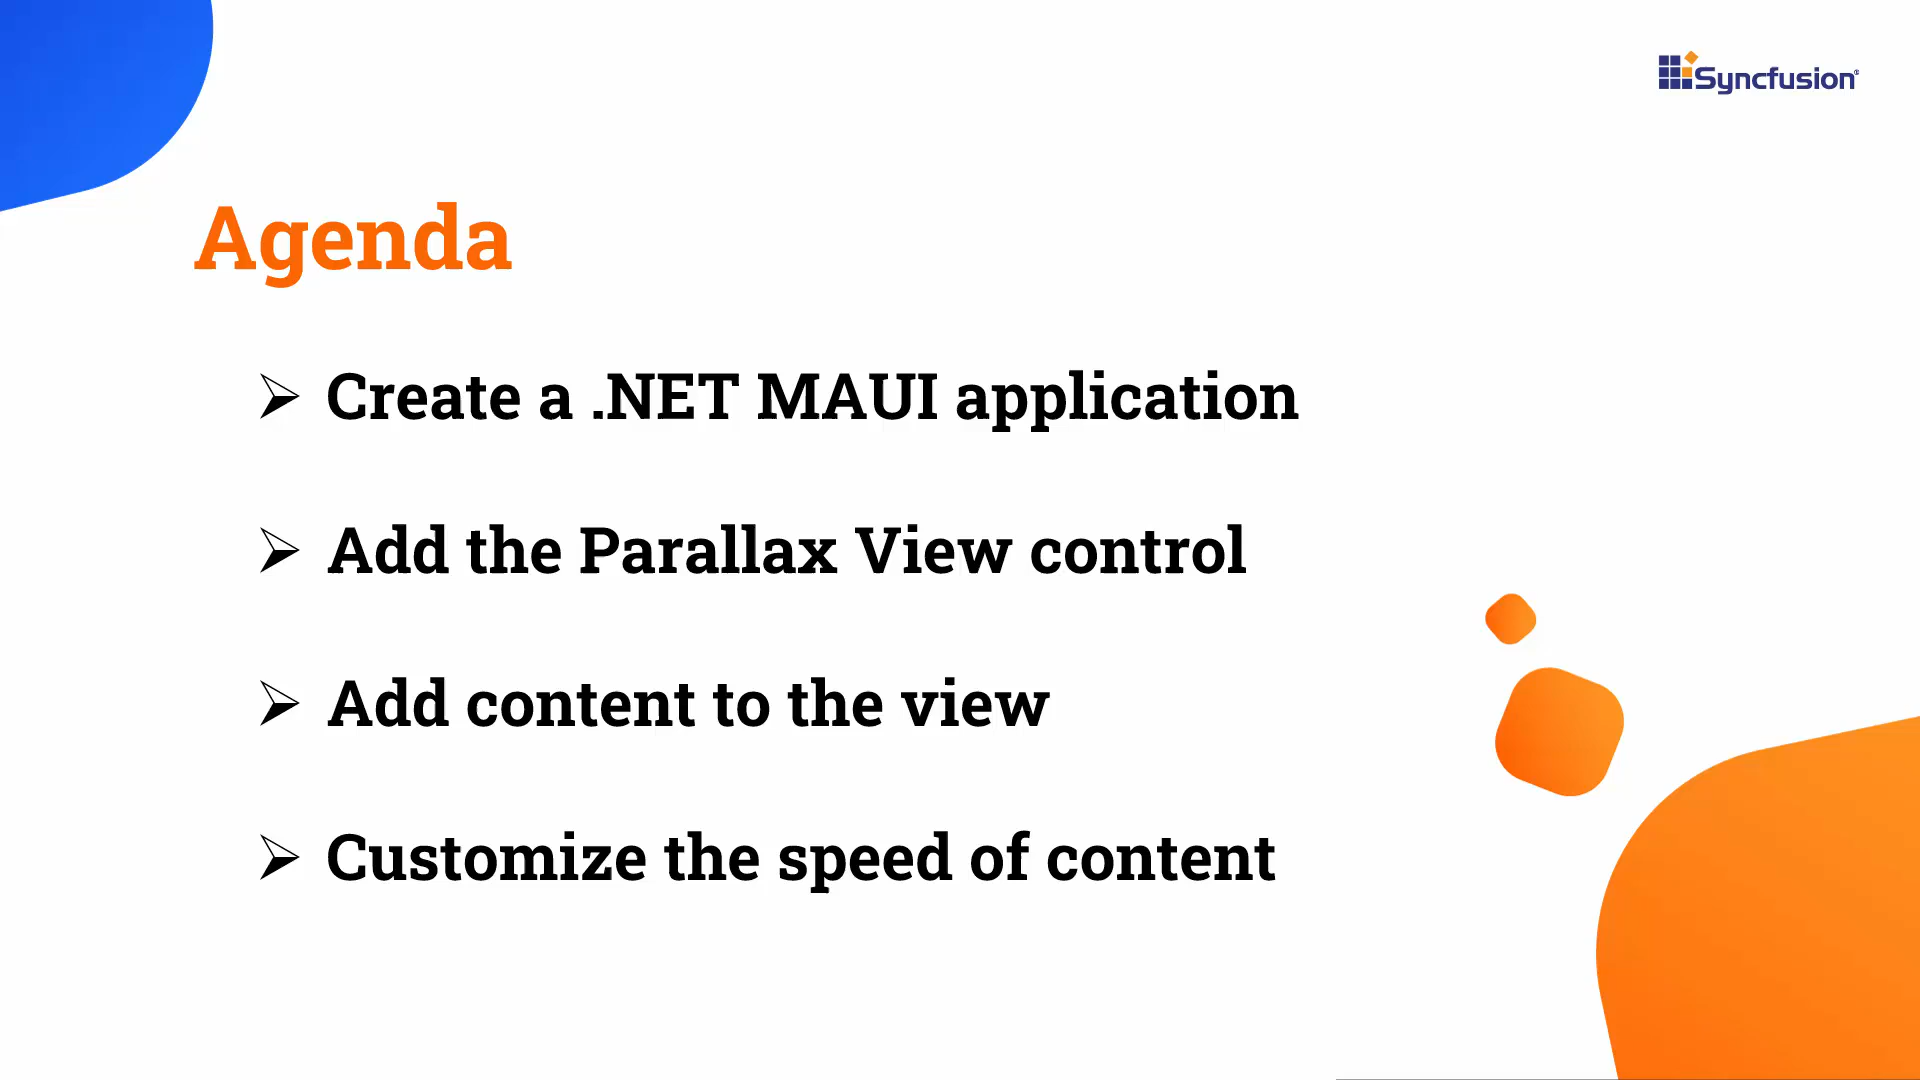 Syncfusion®
Agenda
➢ Create a .NET MAUI application
➢ Add the Parallax View control
➢ Add content to the view
➢ Customize the speed of content